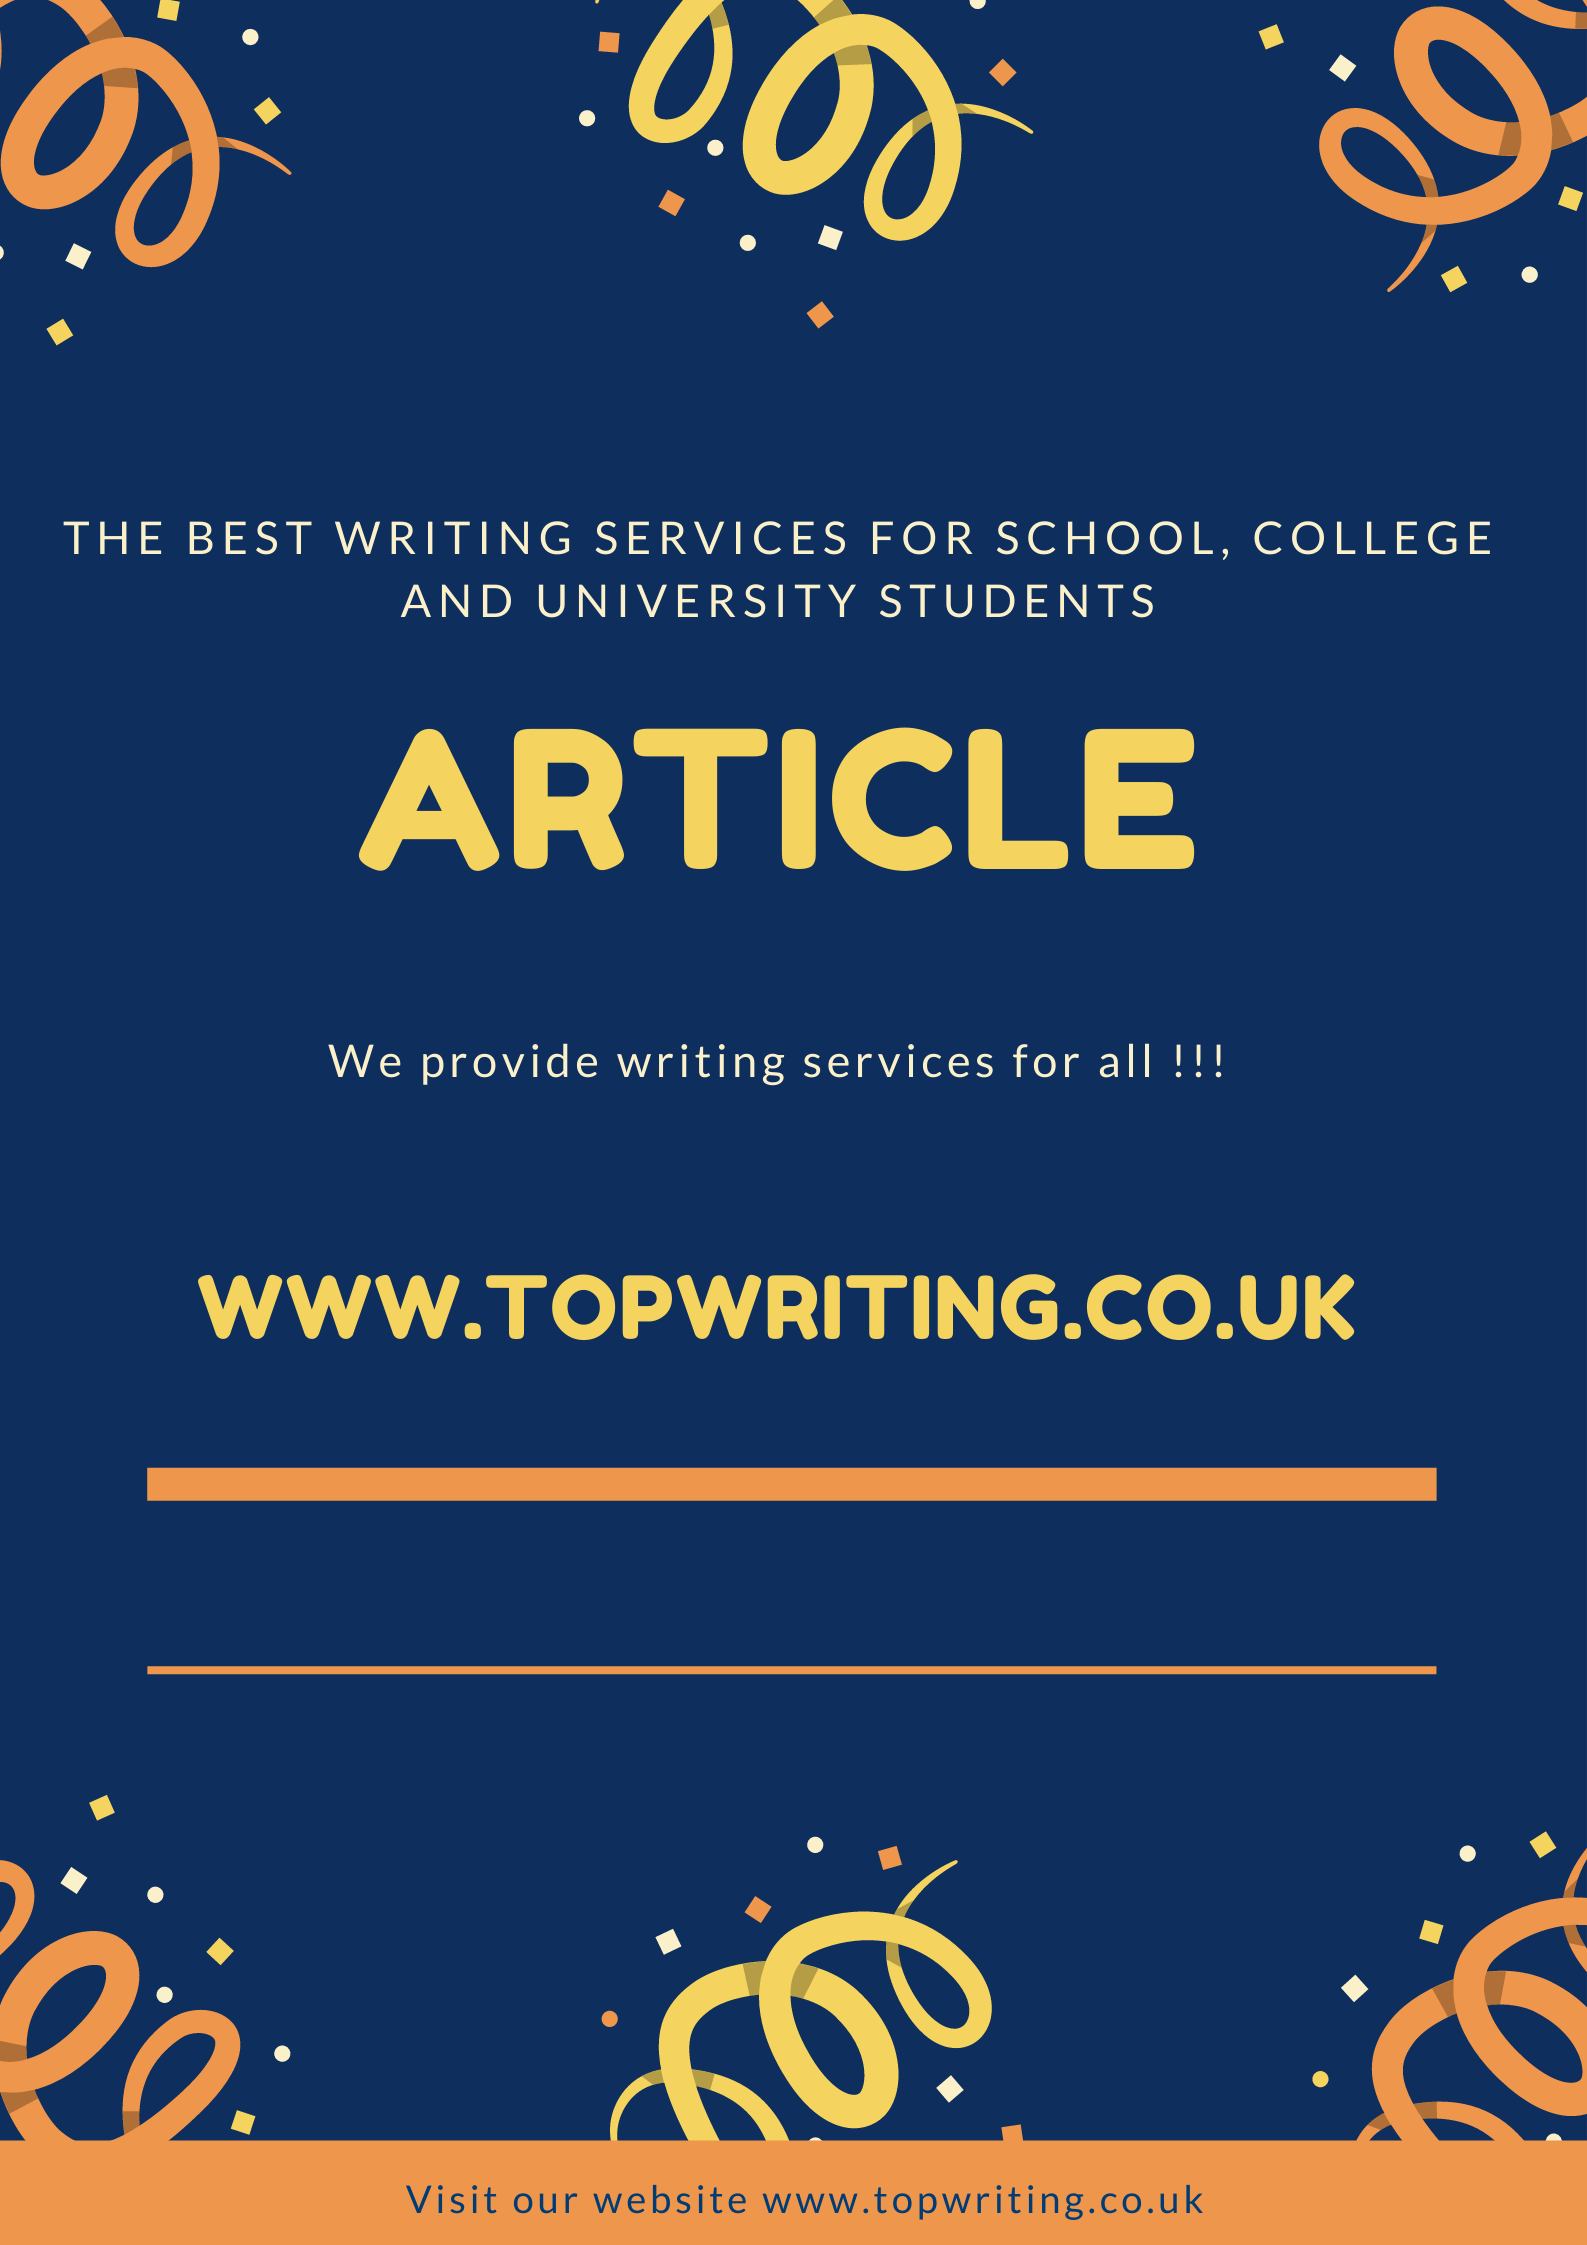 THE BEST WRITING SERVICES FOR SCHOOL, COLLEGE
AND UNIVERSITY STUDENTS
ARTICLE
We provide writing services for all !!!
WWW.TOPWRITING.CO.UK
Visit our website www.topwriting.co.uk